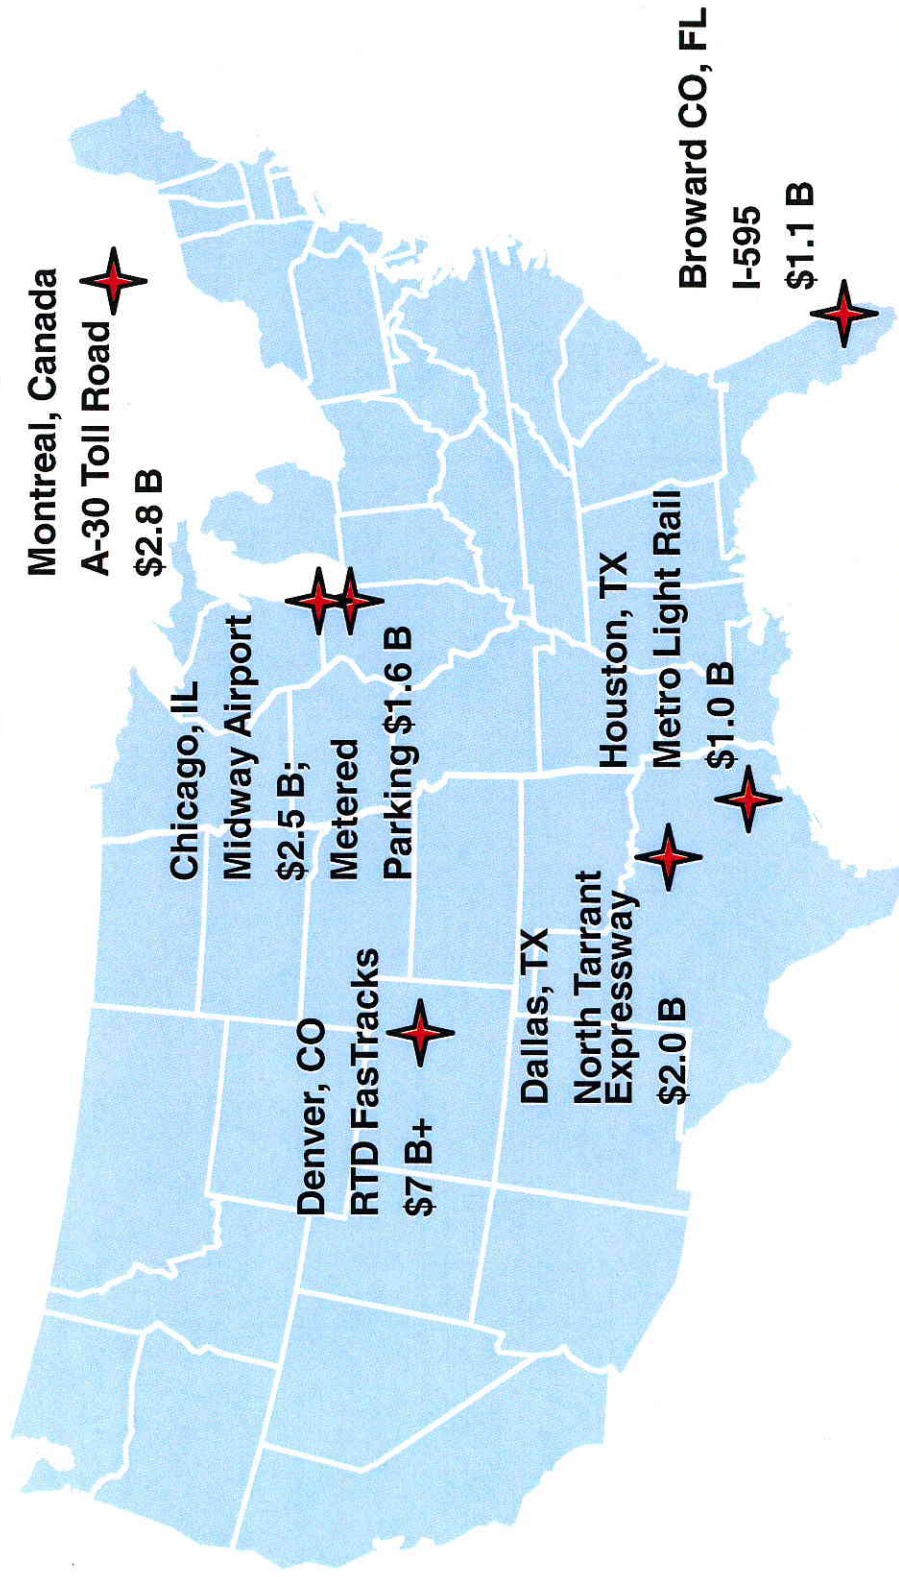 Montreal, Canada
A-30 Toll Road
$2.8 B
Chicago, IL
Midway Airport
$2.5 B;
Metered
Parking $1.6 B
Denver, CO
RTD FasTracks
$7 B+
Dallas, TX
North Tarrant
Expressway
$2.0 B
Houston, TX
Metro Light Rail
$1.0 B
Broward CO, FL
I-595
$1.1 B